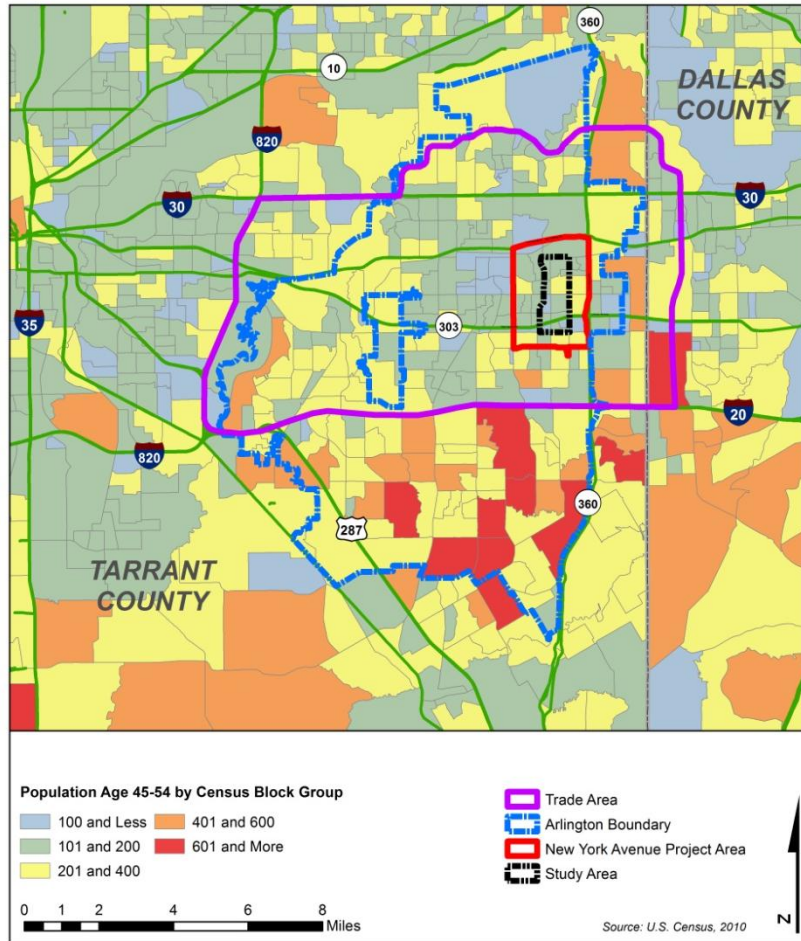 360
10
DALLAS
COUNTY
820
30
30
35
303
20
820
287
360
TARRANT
COUNTY
Population Age 45-54 by Census Block Group
100 and Less
401 and 600
101 and 200
601 and More
201 and 400
Trade Area
Arlington Boundary
New York Avenue Project Area
Study Area
0 1 2 4 6 8
Miles
Source: U.S. Census, 2010
N